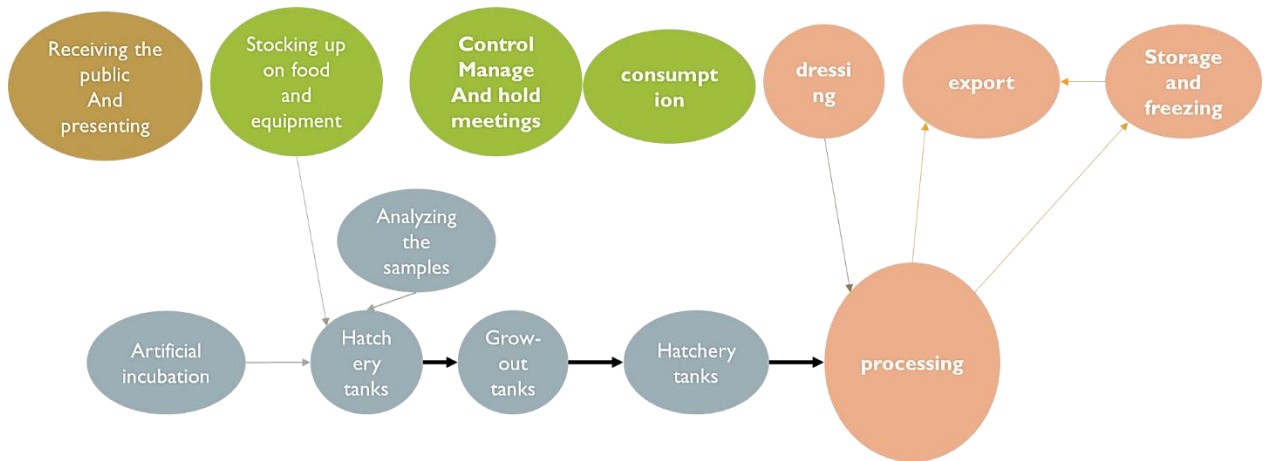 Receiving the
public
And
presenting
Stocking up
on food
and
equipment
Control
Manage
And hold
meetings
consumpt
ion
dressi
ng
export
Storage
and
freezing
Analyzing
the
samples
Artificial
incubation
Hatch
ery
tanks
Grow-
out
tanks
Hatchery
tanks
processing